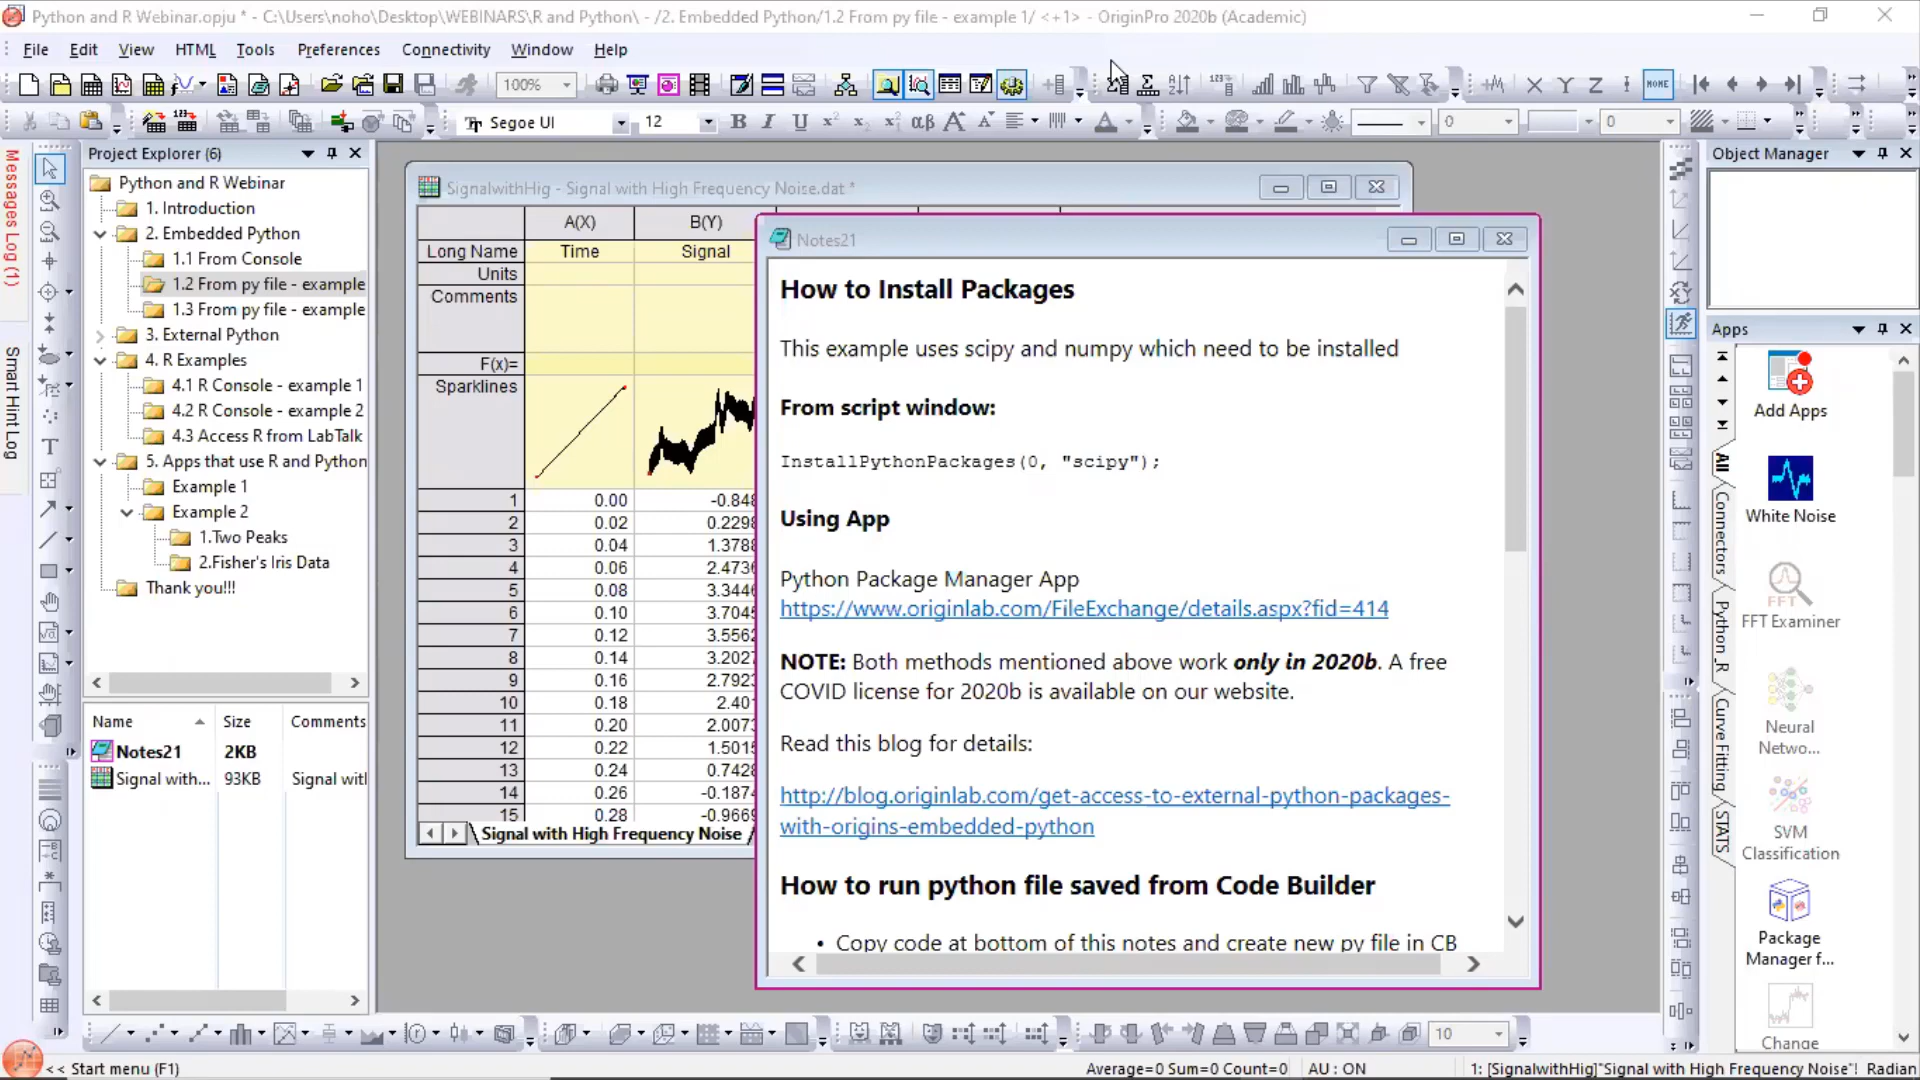 Python and R Webinar.opju * - C:\Users\noho\Desktop\WEBINARS\R and Python\ - /2. Embedded Python/1.2 From py file - example 1/ <+1> - OriginPro 2020b (Academic)
File Edit View HTML Tools Preferences Connectivity Window Help
100%
HOME
Segoe UI 12 B I U αβ A A 0 0
Messages Log (1)
Smart Hint Log
Project Explorer (6)
Python and R Webinar
1. Introduction
2. Embedded Python
1.1 From Console
1.2 From py file - example
1.3 From py file - example
3. External Python
4. R Examples
4.1 R Console - example 1
4.2 R Console - example 2
4.3 Access R from LabTalk
5. Apps that use R and Python
Example 1
Example 2
1.Two Peaks
2.Fisher's Iris Data
Thank you!!!
Name Size Comments
Notes21 2KB
Signal with... 93KB Signal witl
SignalwithHig - Signal with High Frequency Noise.dat *
A(X) B(Y)
Long Name Time Signal
Units
Comments
F(x)=
Sparklines
1 0.00 -0.848
2 0.02 0.2298
3 0.04 1.3788
4 0.06 2.4736
5 0.08 3.3446
6 0.10 3.7045
7 0.12 3.5562
8 0.14 3.2027
9 0.16 2.7923
10 0.18 2.401
11 0.20 2.0073
12 0.22 1.5015
13 0.24 0.7428
14 0.26 -0.1874
15 0.28 -0.9669
Signal with High Frequency Noise
Notes21
How to Install Packages
This example uses scipy and numpy which need to be installed
From script window:
InstallPythonPackages(0, "scipy");
Using App
Python Package Manager App
https://www.originlab.com/FileExchange/details.aspx?fid=414
NOTE: Both methods mentioned above work only in 2020b. A free
COVID license for 2020b is available on our website.
Read this blog for details:
http://blog.originlab.com/get-access-to-external-python-packages-
with-origins-embedded-python
How to run python file saved from Code Builder
• Copy code at bottom of this notes and create new py file in CB
Object Manager
Apps
All
Connectors
Python_R
Curve Fitting
STATS
Add Apps
White Noise
FFT
FFT Examiner
Neural
Netwo...
SVM
Classification
Package
Manager f...
Change
10
<< Start menu (F1)
Average=0 Sum=0 Count=0 AU : ON 1: [SignalwithHig]"Signal with High Frequency Noise"! Radian